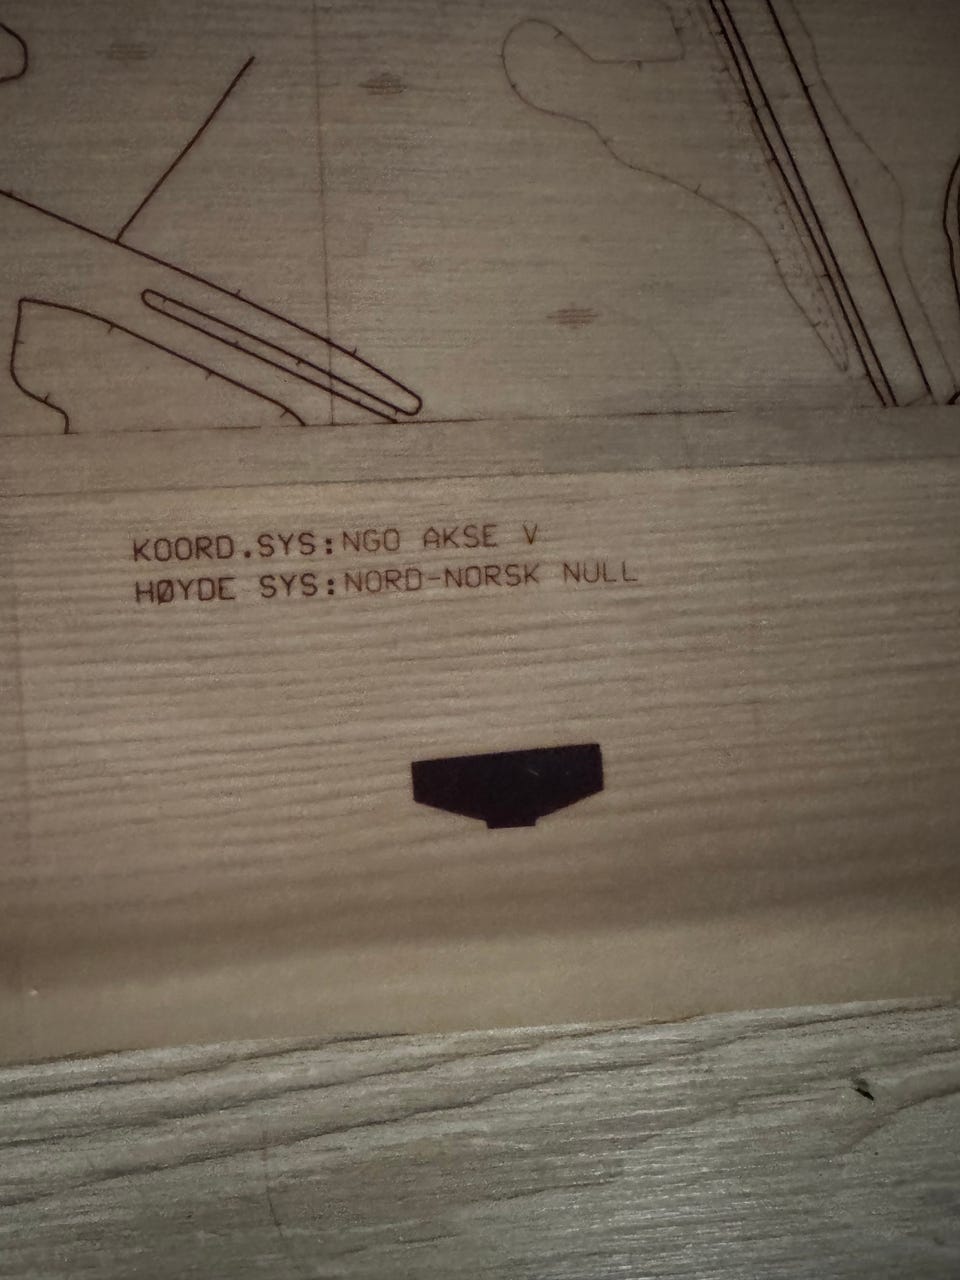 KOORD.SYS:NGO AKSE V
HØYDE SYS:NORD-NORSK NULL